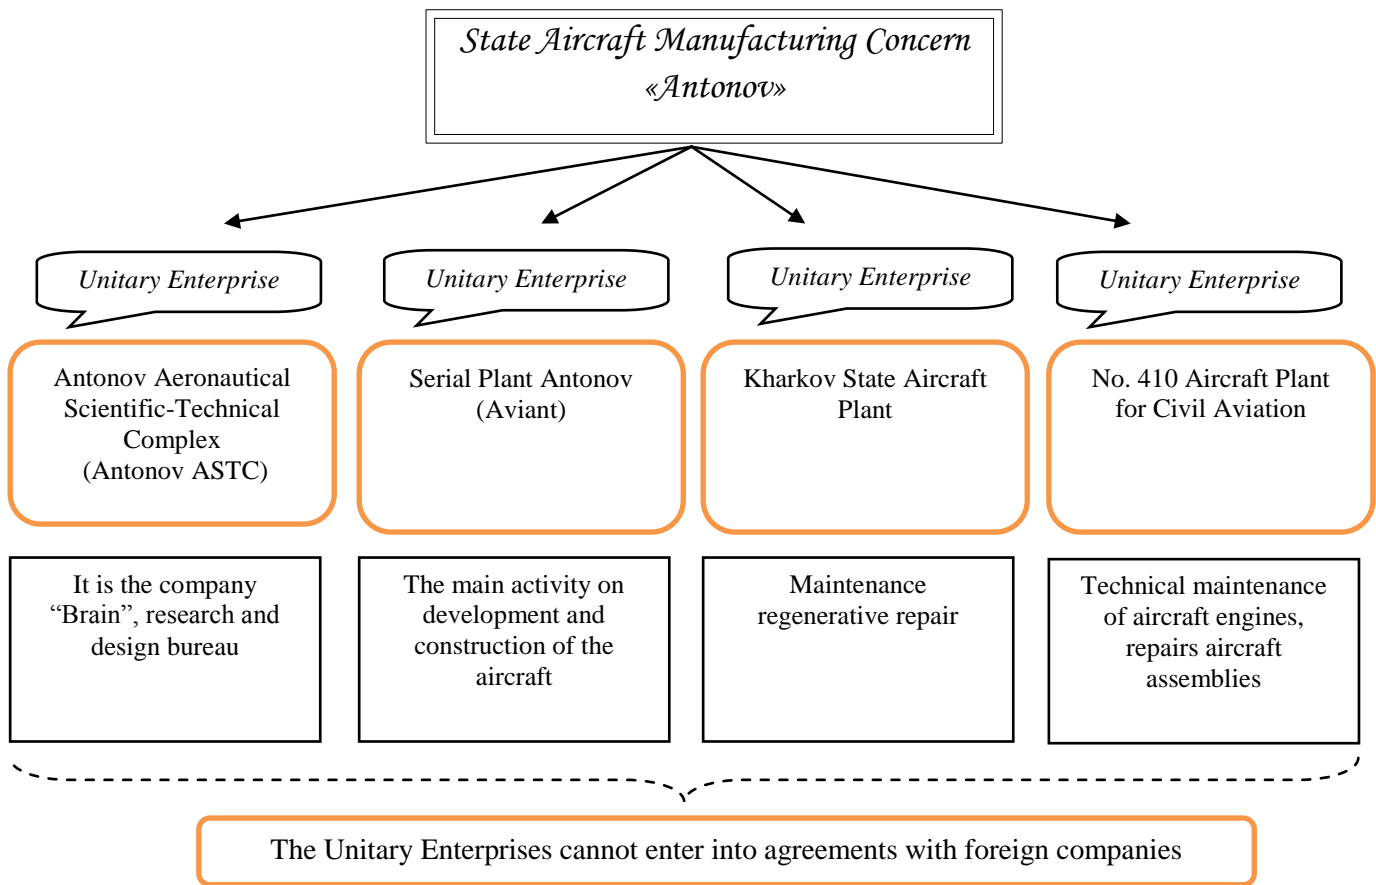 State Aircraft Manufacturing Concern
«Antonov»
Unitary Enterprise
Unitary Enterprise
Unitary Enterprise
Unitary Enterprise
Antonov Aeronautical
Scientific-Technical
Complex
(Antonov ASTC)
Serial Plant Antonov
(Aviant)
Kharkov State Aircraft
Plant
No. 410 Aircraft Plant
for Civil Aviation
It is the company
“Brain”, research and
design bureau
The main activity on
development and
construction of the
aircraft
Maintenance
regenerative repair
Technical maintenance
of aircraft engines,
repairs aircraft
assemblies
The Unitary Enterprises cannot enter into agreements with foreign companies